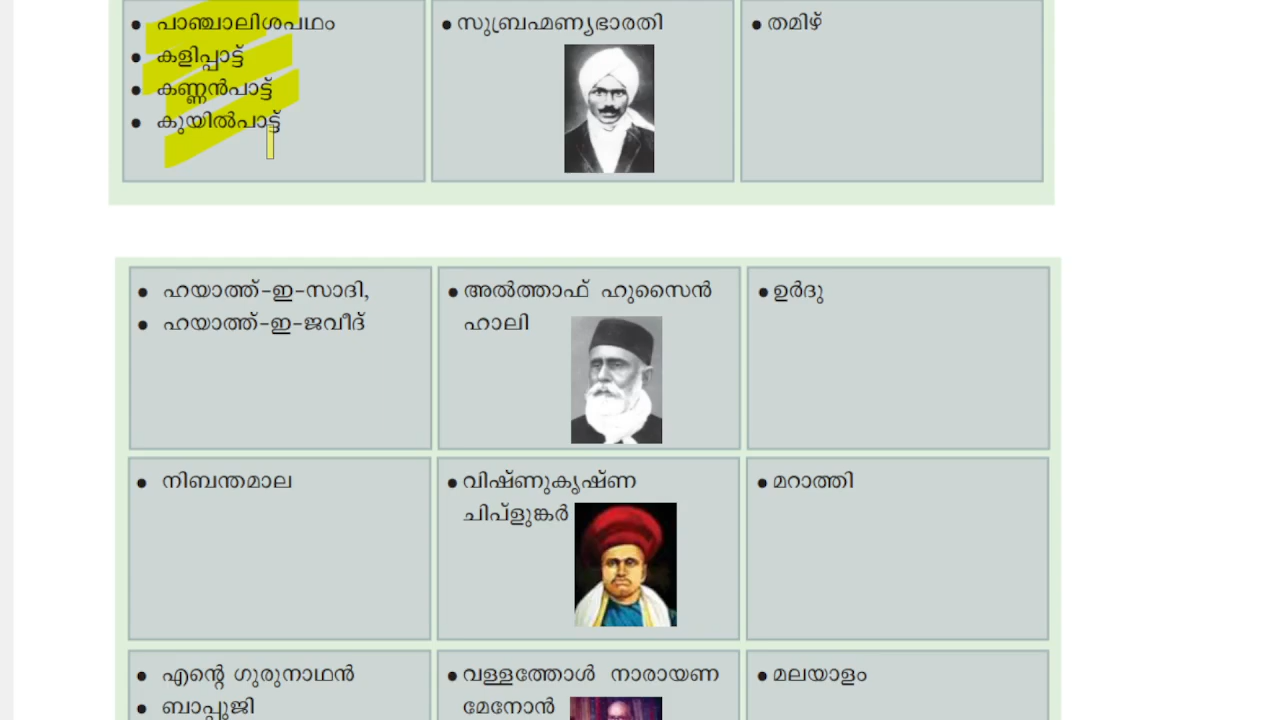 • പാഞ്ചാലിശപഥം
• കളിപ്പാട്ട്
• കണ്ണൻപാട്ട്
• കുയിൽപാട്ട്
• സുബ്രഹ്മണ്യഭാരതി
• തമിഴ്
• ഹയാത്ത്-ഇ-സാദി,
• ഹയാത്ത്-ഇ-ജവീദ്
• അൽത്താഫ് ഹുസൈൻ
ഹാലി
• ഉർദു
• നിബന്തമാല
• വിഷ്ണുകൃഷ്ണ
ചിപ്ളുങ്കർ
• മറാത്തി
• എന്റെ ഗുരുനാഥൻ
• ബാപ്പുജി
• വള്ളത്തോൾ നാരായണ
മേനോൻ
• മലയാളം